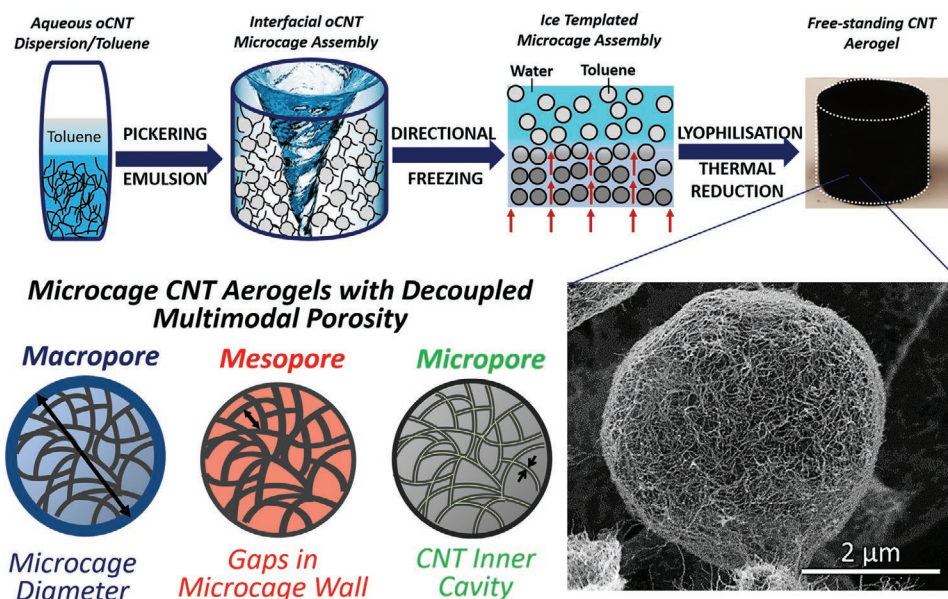 Aqueous oCNT
Dispersion/Toluene
Toluene
PICKERING
EMULSION
Interfacial oCNT
Microcage Assembly
DIRECTIONAL
FREEZING
Ice Templated
Microcage Assembly
Water
Toluene
LYOPHILISATION
THERMAL
REDUCTION
Free-standing CNT
Aerogel
Microcage CNT Aerogels with Decoupled
Multimodal Porosity
Macropore
Microcage
Diameter
Mesopore
Gaps in
Microcage Wall
Micropore
CNT Inner
Cavity
2 μm